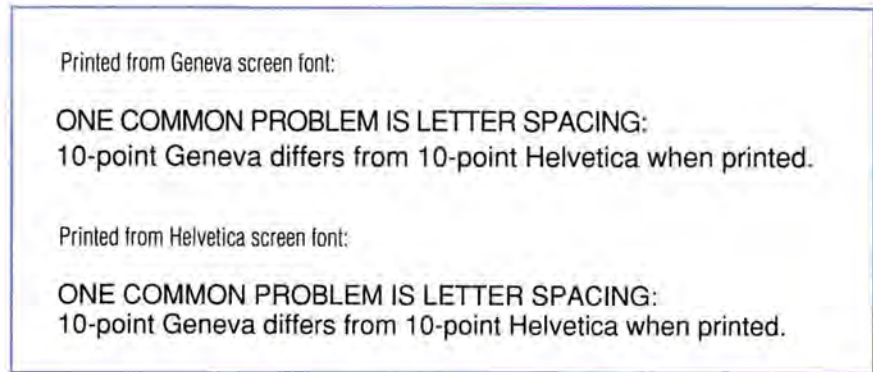 Printed from Geneva screen font:
ONE COMMON PROBLEM IS LETTER SPACING:
10-point Geneva differs from 10-point Helvetica when printed.
Printed from Helvetica screen font:
ONE COMMON PROBLEM IS LETTER SPACING:
10-point Geneva differs from 10-point Helvetica when printed.